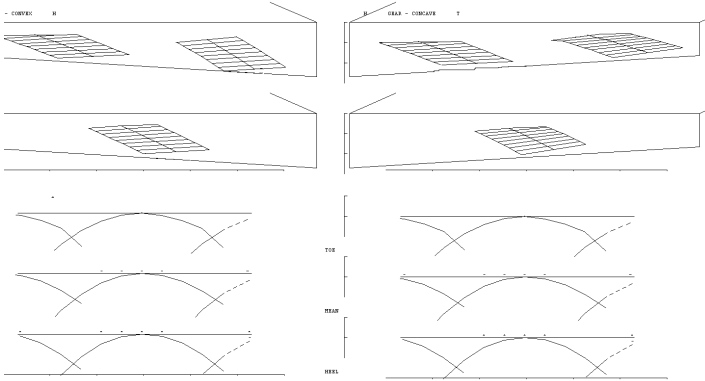 - CONVEX H
H GEAR - CONCAVE T
TOE
MEAN
HEEL